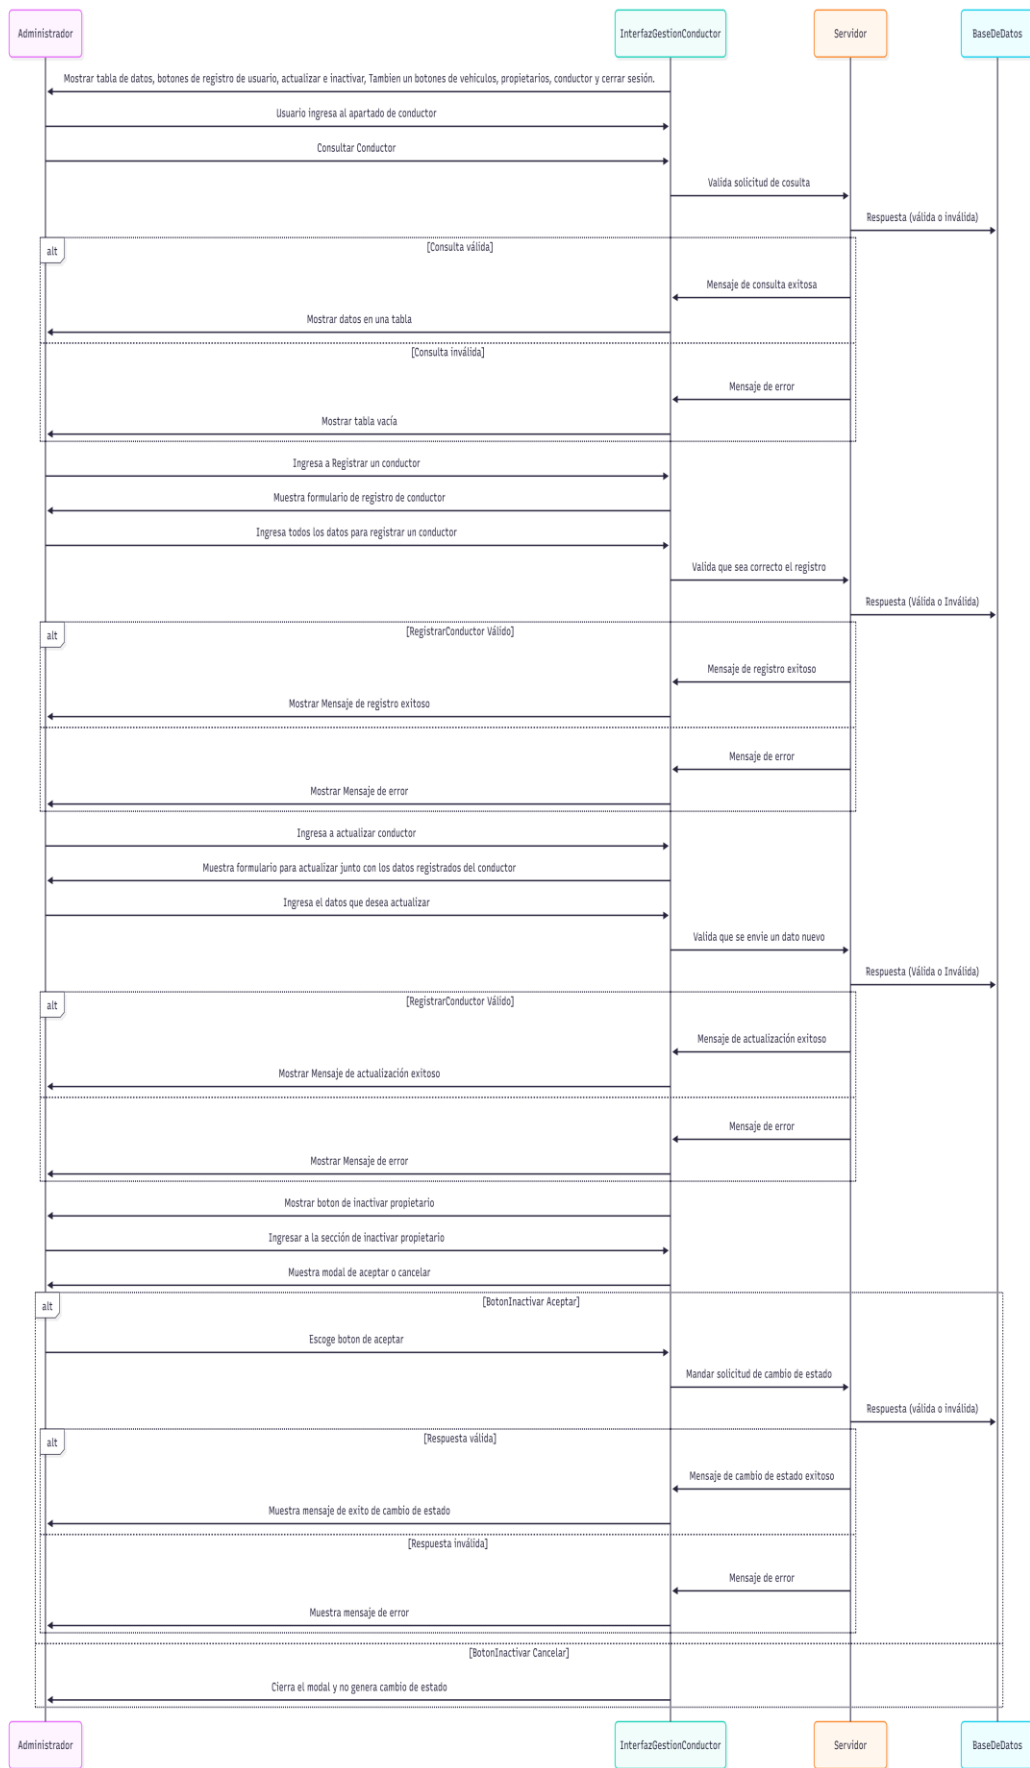 Administrador
InterfazGestionConductor
Servidor
BaseDeDatos
Mostrar tabla de datos, botones de registro de usuario, actualizar e inactivar, Tambien un botones de vehiculos, propietarios, conductor y cerrar sesión.
Usuario ingresa al apartado de conductor
Consultar Conductor
Valida solicitud de cosulta
Respuesta (válida o inválida)
alt
[Consulta válida]
Mensaje de consulta exitosa
Mostrar datos en una tabla
[Consulta inválida]
Mensaje de error
Mostrar tabla vacía
Ingresa a Registrar un conductor
Muestra formulario de registro de conductor
Ingresa todos los datos para registrar un conductor
Valida que sea correcto el registro
Respuesta (Válida o Inválida)
alt
[RegistrarConductor Válido]
Mensaje de registro exitoso
Mostrar Mensaje de registro exitoso
Mensaje de error
Mostrar Mensaje de error
Ingresa a actualizar conductor
Muestra formulario para actualizar junto con los datos registrados del conductor
Ingresa el datos que desea actualizar
Valida que se envie un dato nuevo
Respuesta (Válida o Inválida)
alt
[RegistrarConductor Válido]
Mensaje de actualización exitoso
Mostrar Mensaje de actualización exitoso
Mensaje de error
Mostrar Mensaje de error
Mostrar boton de inactivar propietario
Ingresar a la sección de inactivar propietario
Muestra modal de aceptar o cancelar
alt
[BotonInactivar Aceptar]
Escoge boton de aceptar
Mandar solicitud de cambio de estado
Respuesta (válida o inválida)
alt
[Respuesta válida]
Mensaje de cambio de estado exitoso
Muestra mensaje de exito de cambio de estado
[Respuesta inválida]
Mensaje de error
Muestra mensaje de error
[BotonInactivar Cancelar]
Cierra el modal y no genera cambio de estado
Administrador
InterfazGestionConductor
Servidor
BaseDeDatos